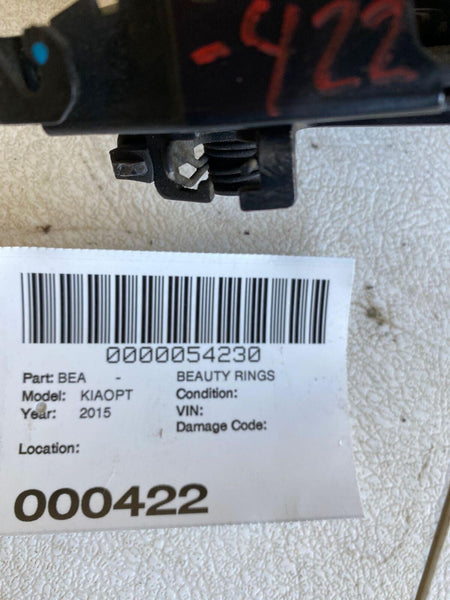 -422
0000054230
Part: BEA - BEAUTY RINGS
Model: KIAOPT Condition:
Year: 2015 VIN:
Damage Code:
Location:
000422